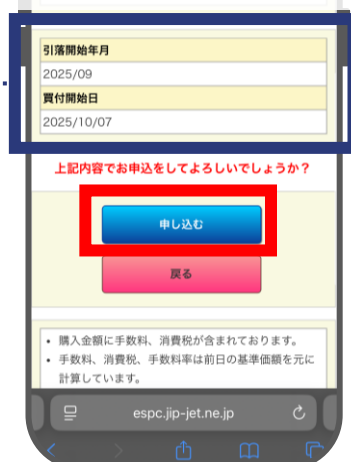 引落開始年月
2025/09
買付開始日
2025/10/07
上記内容でお申込をしてよろしいでしょうか？
申し込む
戻る
• 購入金額に手数料、消費税が含まれております。
• 手数料、消費税、手数料率は前日の基準価額を元に
計算しています。
espc.jip-jet.ne.jp